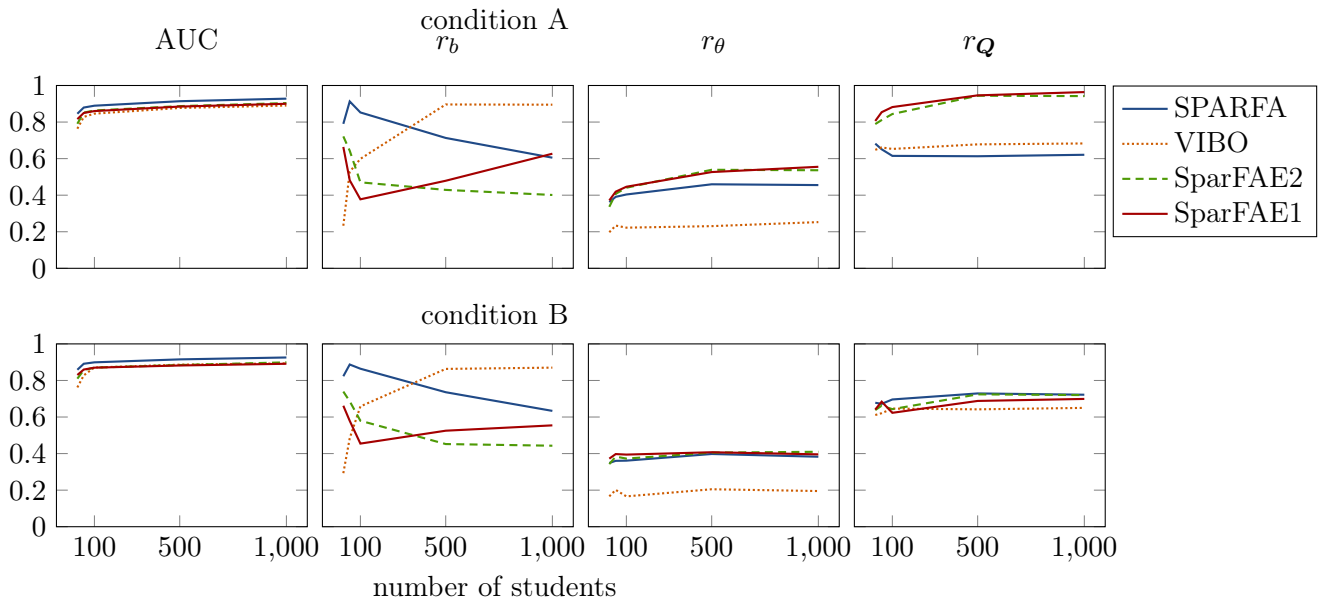 condition A
AUC
r_b
r_θ
r_Q
1
0.8
0.6
0.4
0.2
0
SPARFA
VIBO
SparFAE2
SparFAE1
condition B
1
0.8
0.6
0.4
0.2
0
100 500 1,000
100 500 1,000
100 500 1,000
100 500 1,000
number of students